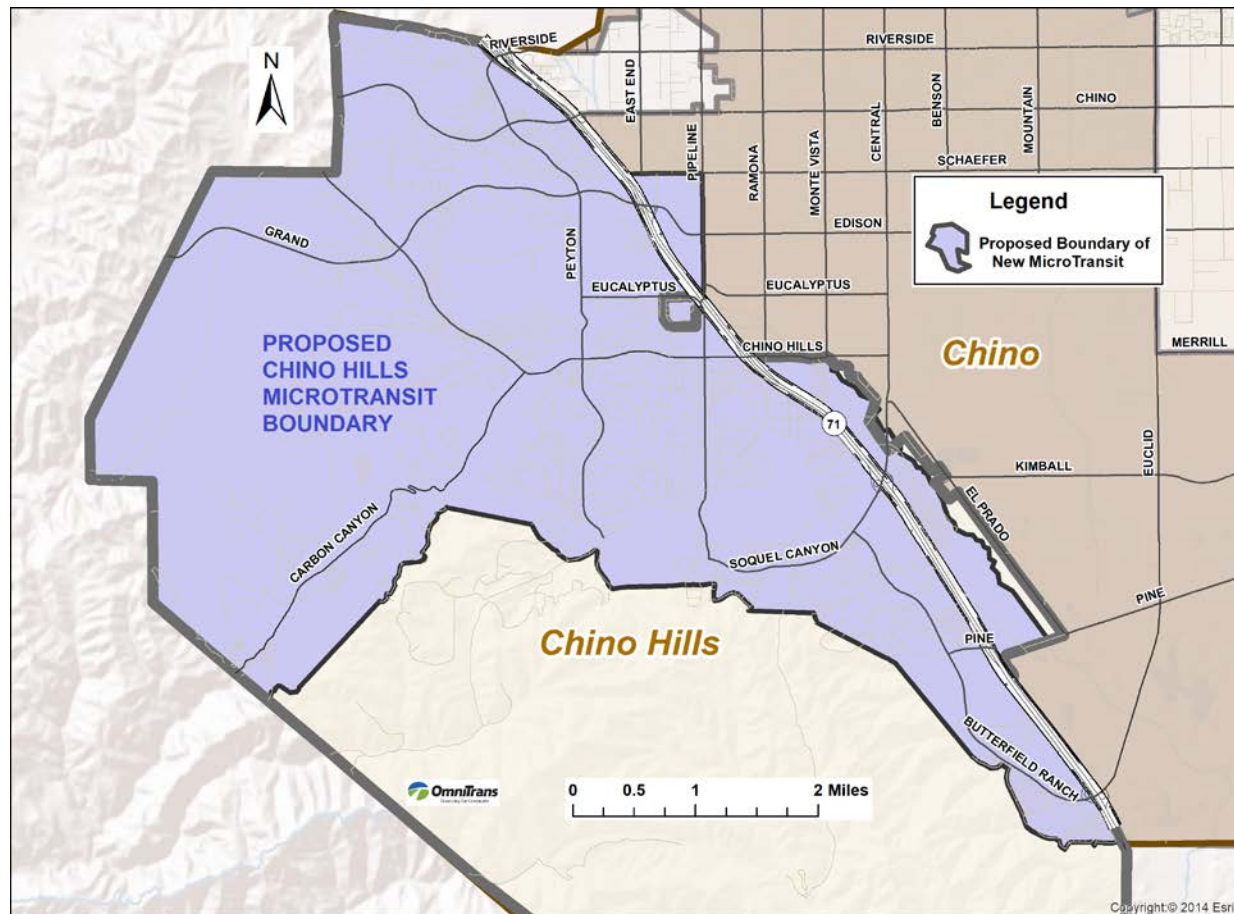 RIVERSIDE
RIVERSIDE
N
EAST END
BENSON
MOUNTAIN
CHINO
CENTRAL
PIPELINE
RAMONA
MONTE VISTA
SCHAEFER
Legend
Proposed Boundary of
New MicroTransit
GRAND
PEYTON
EDISON
EUCALYPTUS
EUCALYPTUS
PROPOSED
CHINO HILLS
MICROTRANSIT
BOUNDARY
CHINO HILLS
Chino
MERRILL
71
KIMBALL
EUCLID
EL PRADO
CARBON CANYON
SOQUEL CANYON
PINE
Chino Hills
PINE
BUTTERFIELD RANCH
OmniTrans
0 0.5 1 2 Miles
Copyright:© 2014 Esri